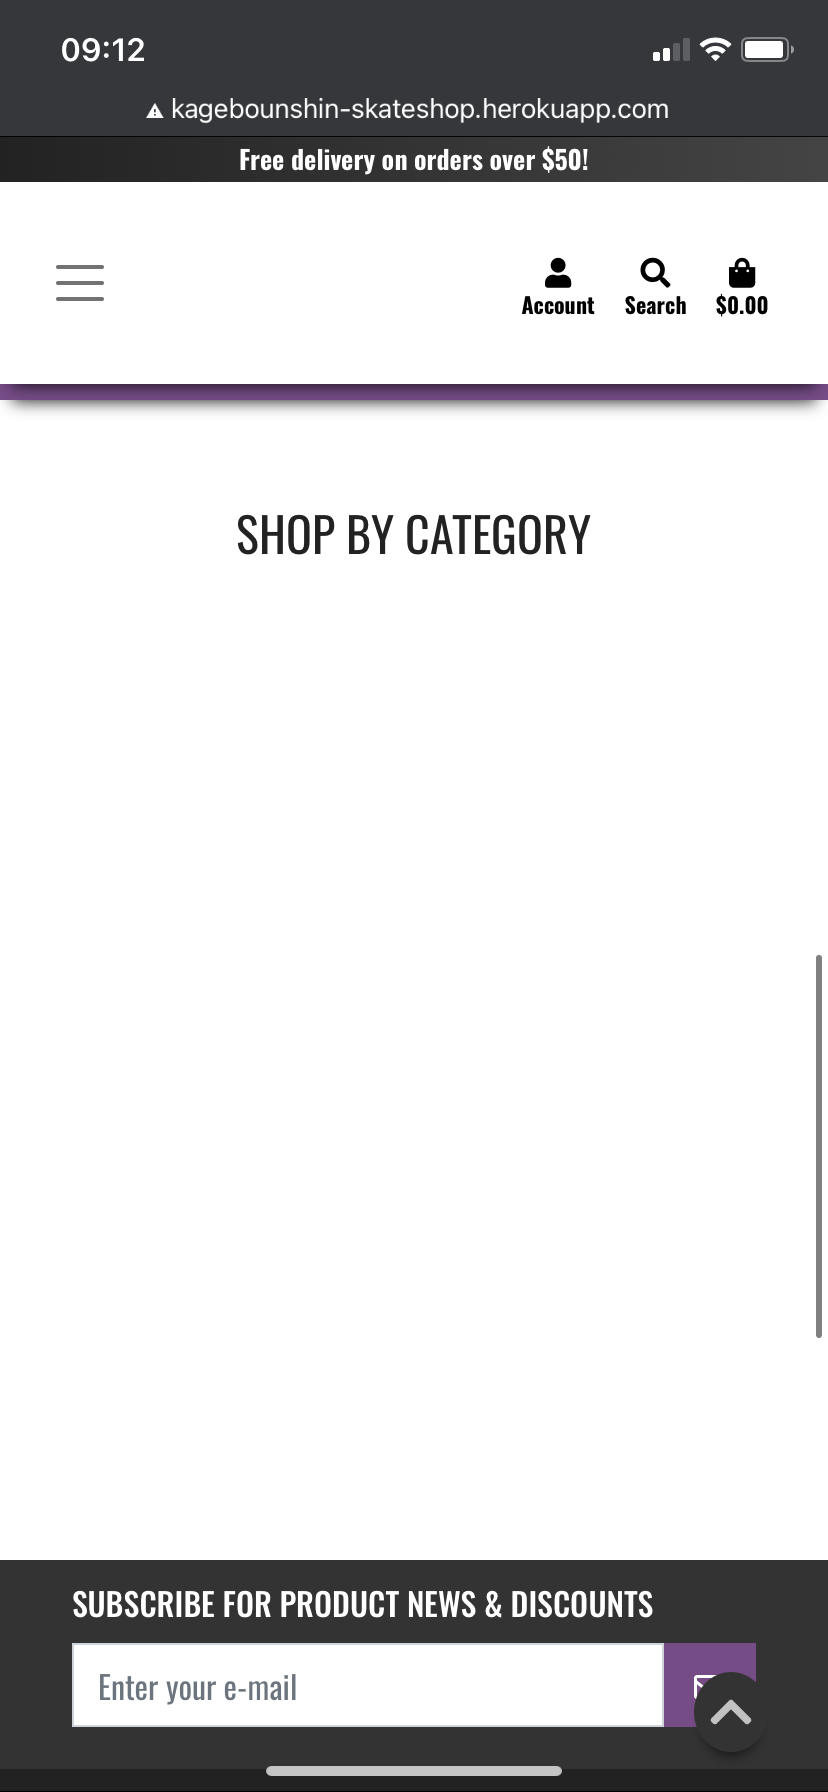 09:12
kagebounshin-skateshop.herokuapp.com
Free delivery on orders over $50!
Account
Search
$0.00
SHOP BY CATEGORY
SUBSCRIBE FOR PRODUCT NEWS & DISCOUNTS
Enter your e-mail